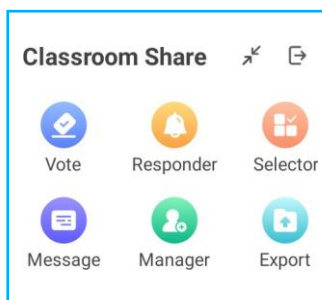 Classroom Share
Vote Responder Selector
Message Manager Export